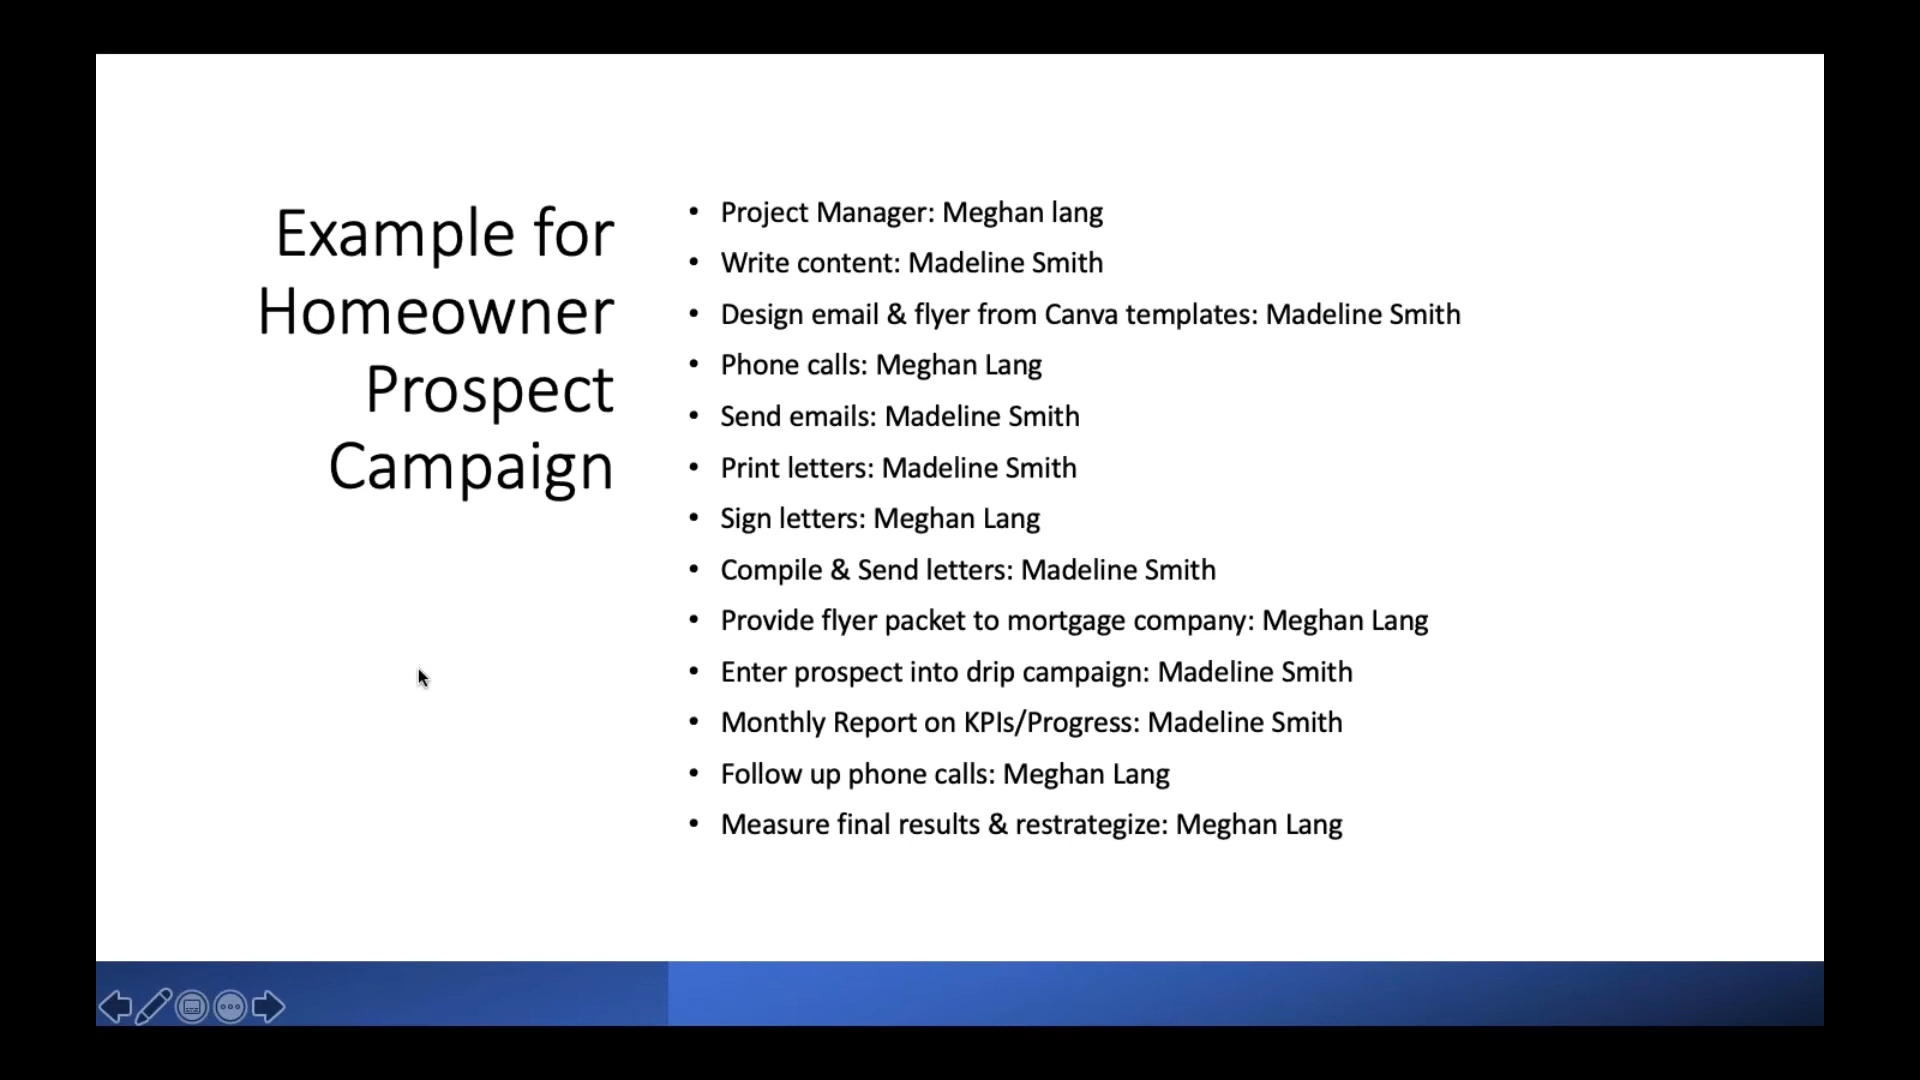 Example for
Homeowner
Prospect
Campaign
• Project Manager: Meghan lang
• Write content: Madeline Smith
• Design email & flyer from Canva templates: Madeline Smith
• Phone calls: Meghan Lang
• Send emails: Madeline Smith
• Print letters: Madeline Smith
• Sign letters: Meghan Lang
• Compile & Send letters: Madeline Smith
• Provide flyer packet to mortgage company: Meghan Lang
• Enter prospect into drip campaign: Madeline Smith
• Monthly Report on KPIs/Progress: Madeline Smith
• Follow up phone calls: Meghan Lang
• Measure final results & restrategize: Meghan Lang